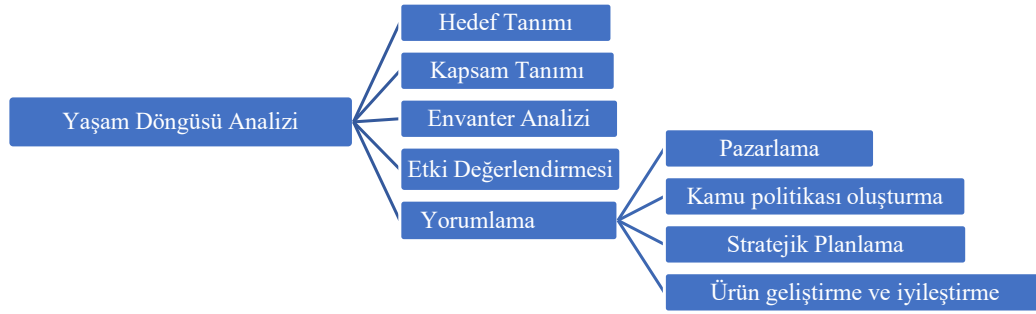 Yaşam Döngüsü Analizi
Hedef Tanımı
Kapsam Tanımı
Envanter Analizi
Etki Değerlendirmesi
Yorumlama
Pazarlama
Kamu politikası oluşturma
Stratejik Planlama
Ürün geliştirme ve iyileştirme